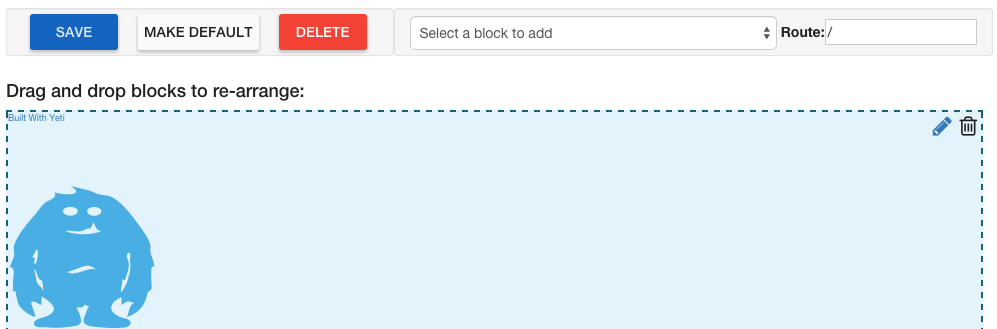 SAVE MAKE DEFAULT DELETE Select a block to add Route: /
Drag and drop blocks to re-arrange:
Built With Yeti